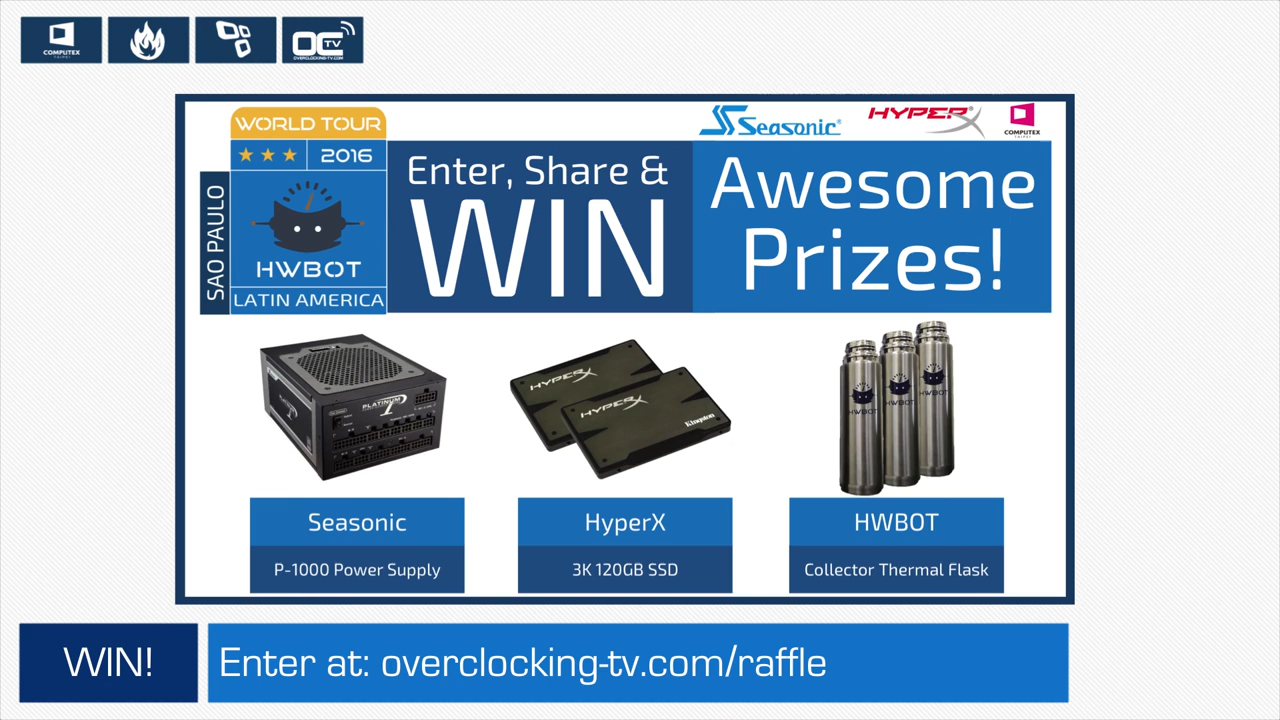 COMPUTEX
TAIPEI
OC TV
OVERCLOCKING-TV.COM
WORLD TOUR
2016
SAO PAULO
HWBOT
LATIN AMERICA
Enter, Share &
WIN
Seasonic®
HYPERX®
COMPUTEX
TAIPEI
Awesome
Prizes!
PLATINUM
HYPERX
HYPERX
Kingston
HWBOT
HWBOT
HWBOT
Seasonic
P-1000 Power Supply
HyperX
3K 120GB SSD
HWBOT
Collector Thermal Flask
WIN!
Enter at: overclocking-tv.com/raffle